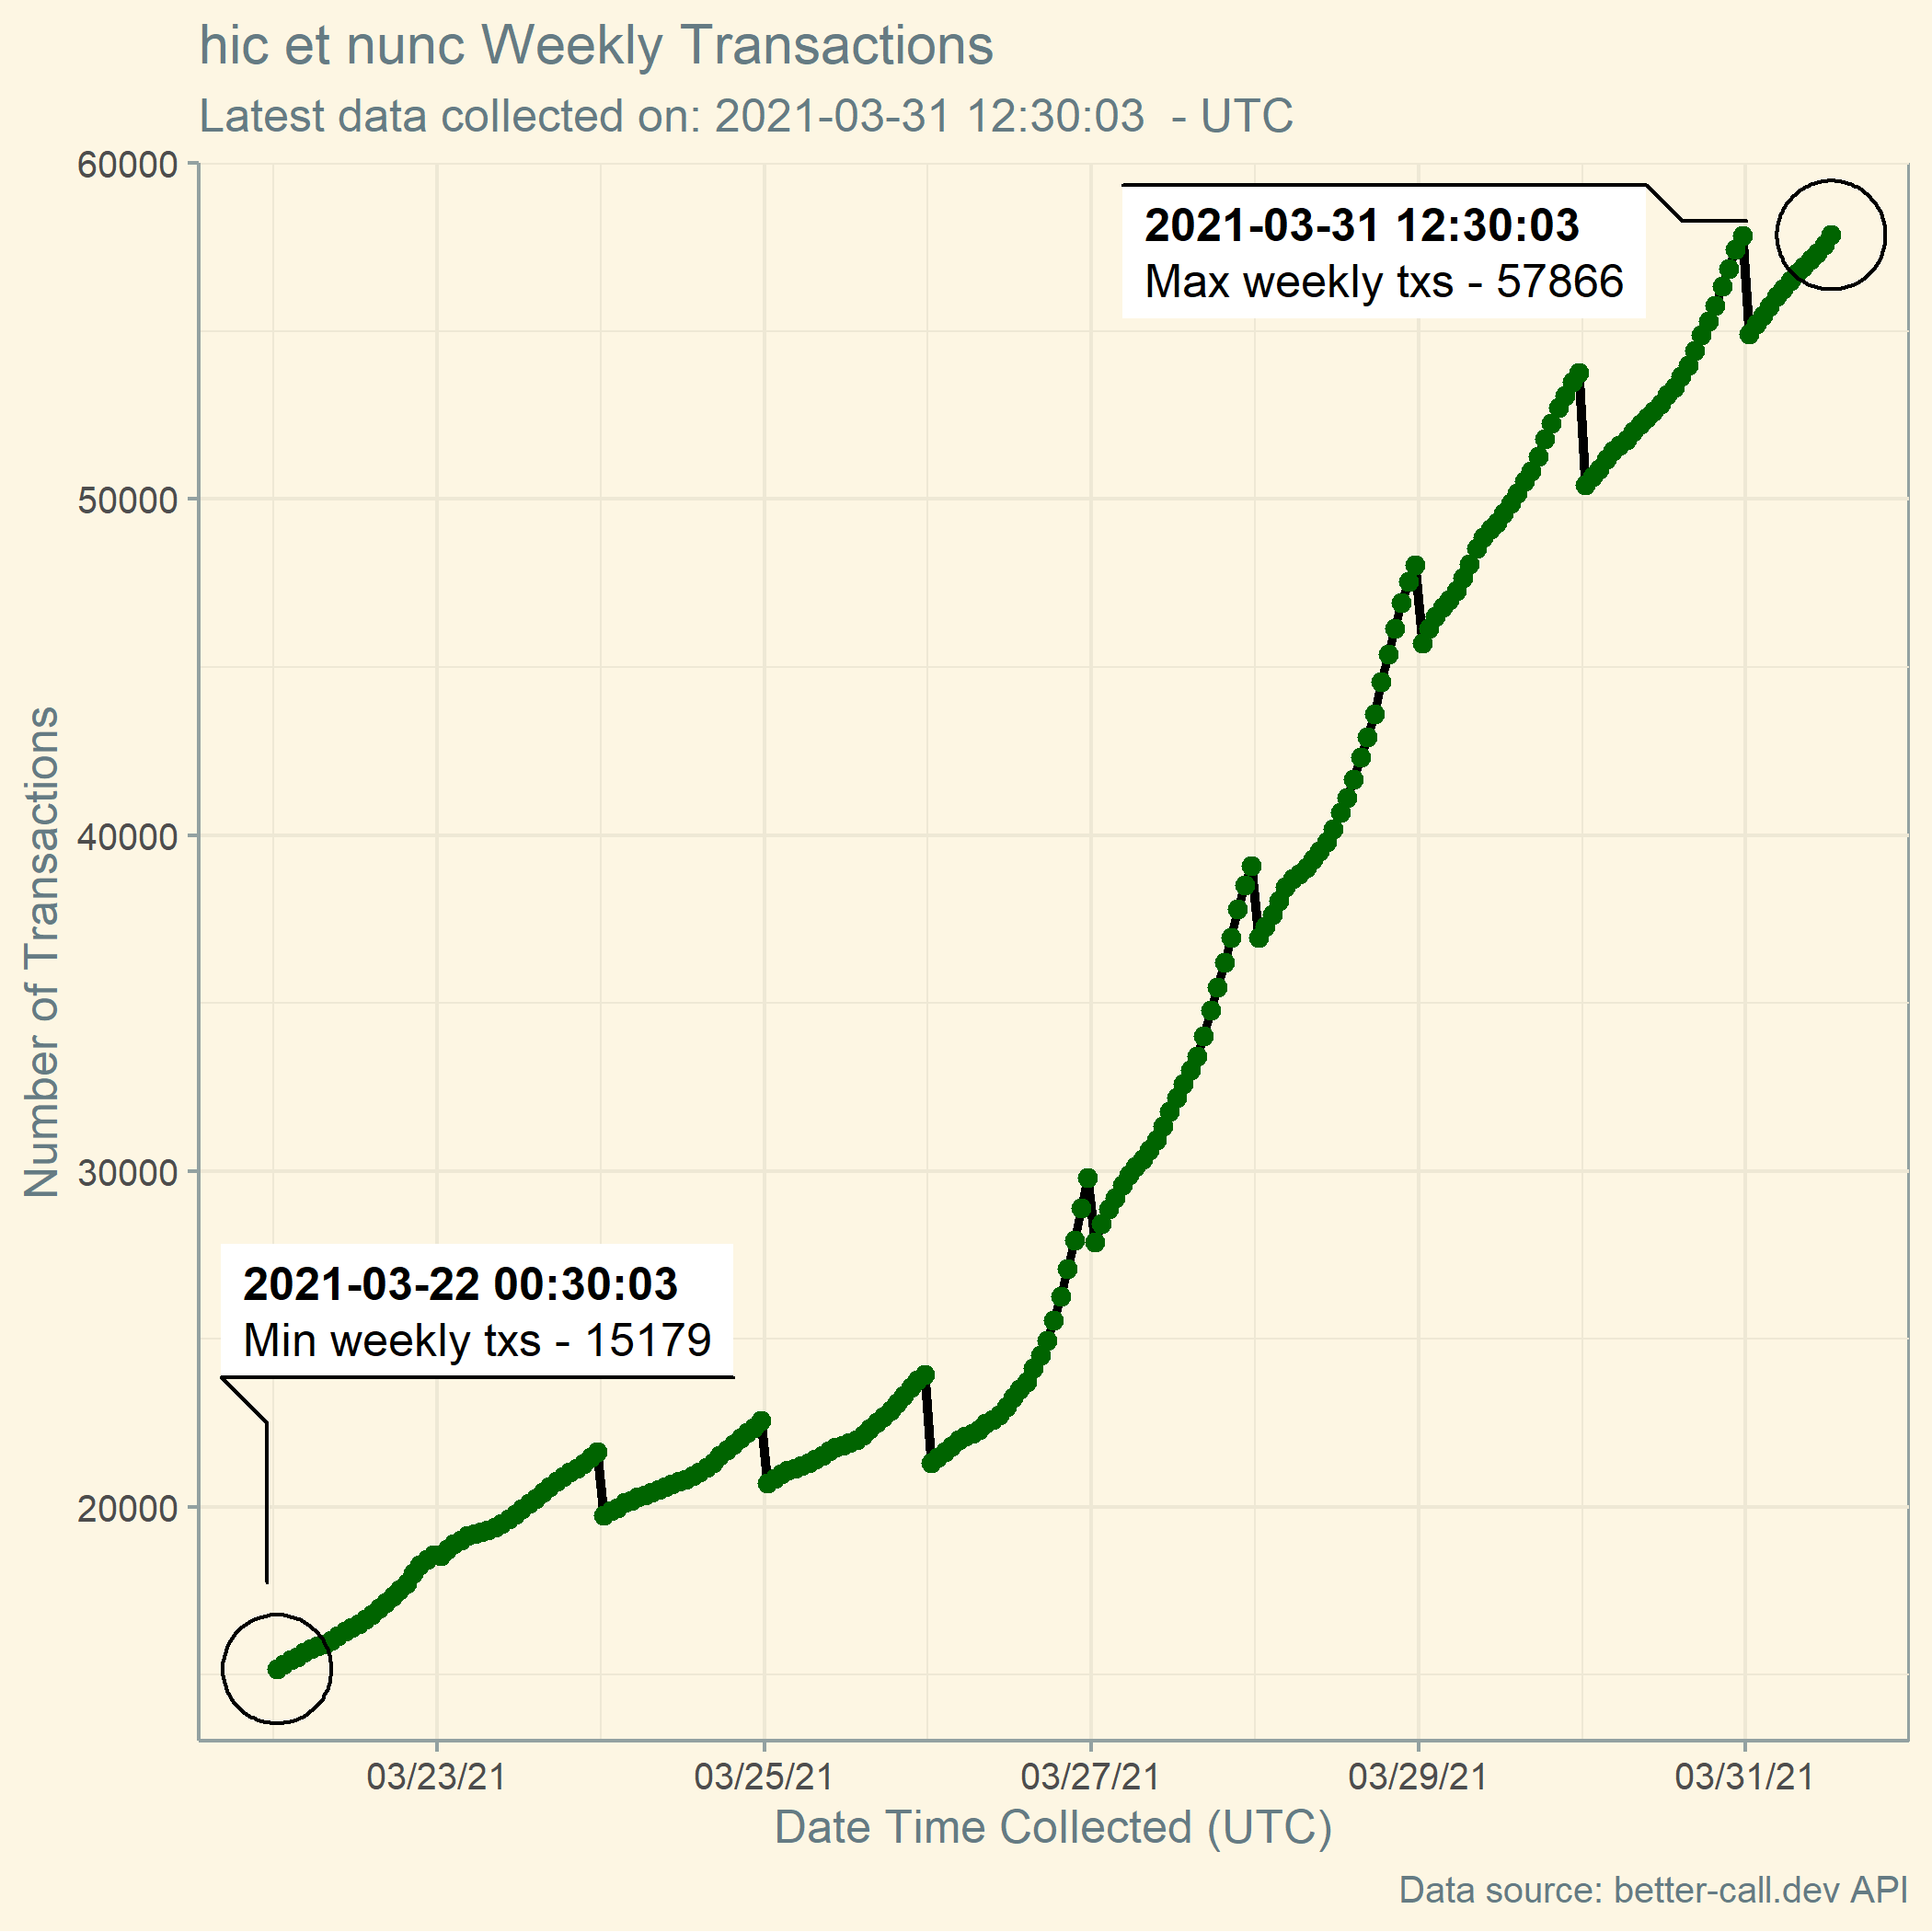 hic et nunc Weekly Transactions
Latest data collected on: 2021-03-31 12:30:03  - UTC
Number of Transactions
60000
50000
40000
30000
20000
2021-03-31 12:30:03
Max weekly txs - 57866
2021-03-22 00:30:03
Min weekly txs - 15179
03/23/21
03/25/21
03/27/21
03/29/21
03/31/21
Date Time Collected (UTC)
Data source: better-call.dev API